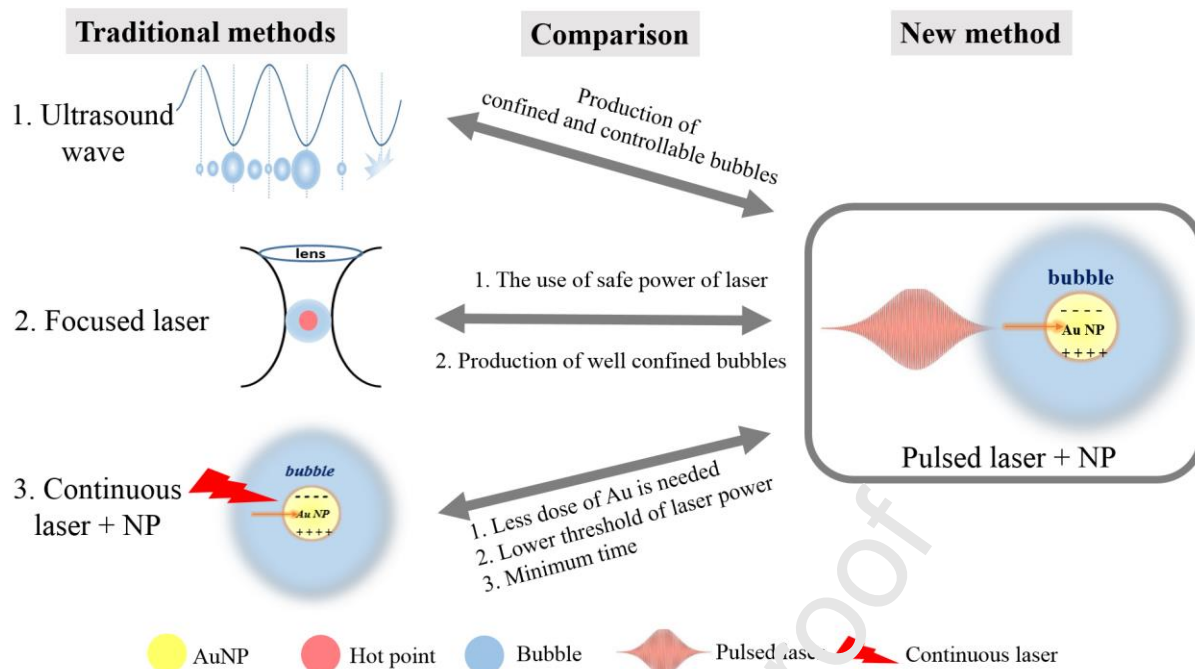 Traditional methods
Comparison
New method
1. Ultrasound
wave
Production of
confined and controllable bubbles
lens
2. Focused laser
1. The use of safe power of laser
2. Production of well confined bubbles
bubble
- - - -
Au NP
+ + + +
Pulsed laser + NP
3. Continuous
laser + NP
bubble
- - - -
Au NP
+ + + +
1. Less dose of Au is needed
2. Lower threshold of laser power
3. Minimum time
AuNP
Hot point
Bubble
Pulsed laser
Continuous laser
roof